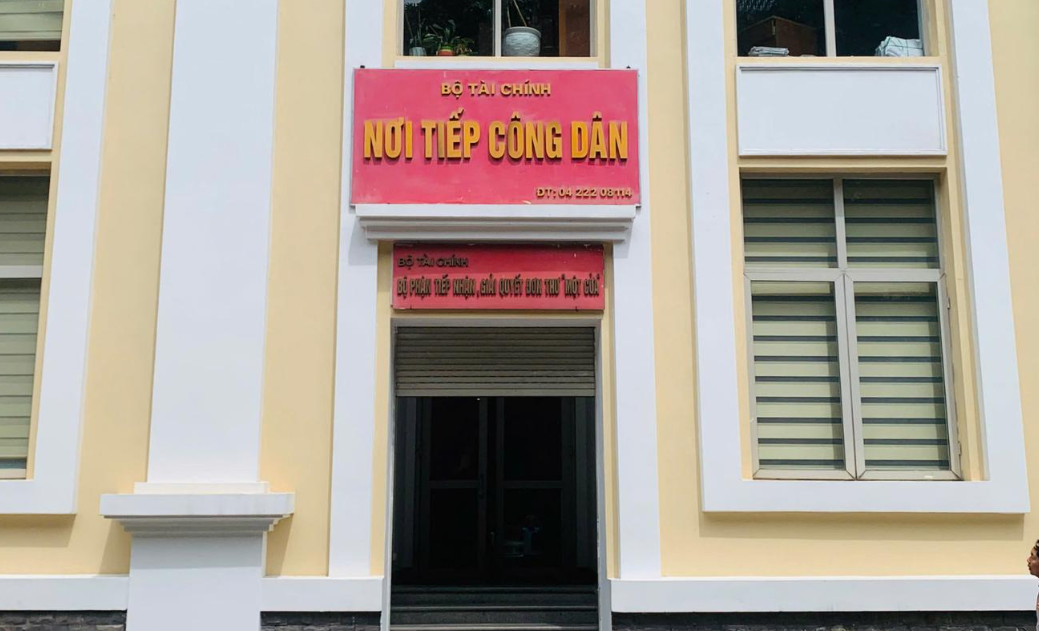 BỘ TÀI CHÍNH
NƠI TIẾP CÔNG DÂN
ĐT: 04 222 08114
BỘ TÀI CHÍNH
BỘ PHẬN TIẾP NHẬN, GIẢI QUYẾT ĐƠN THƯ "MỘT CỬA"